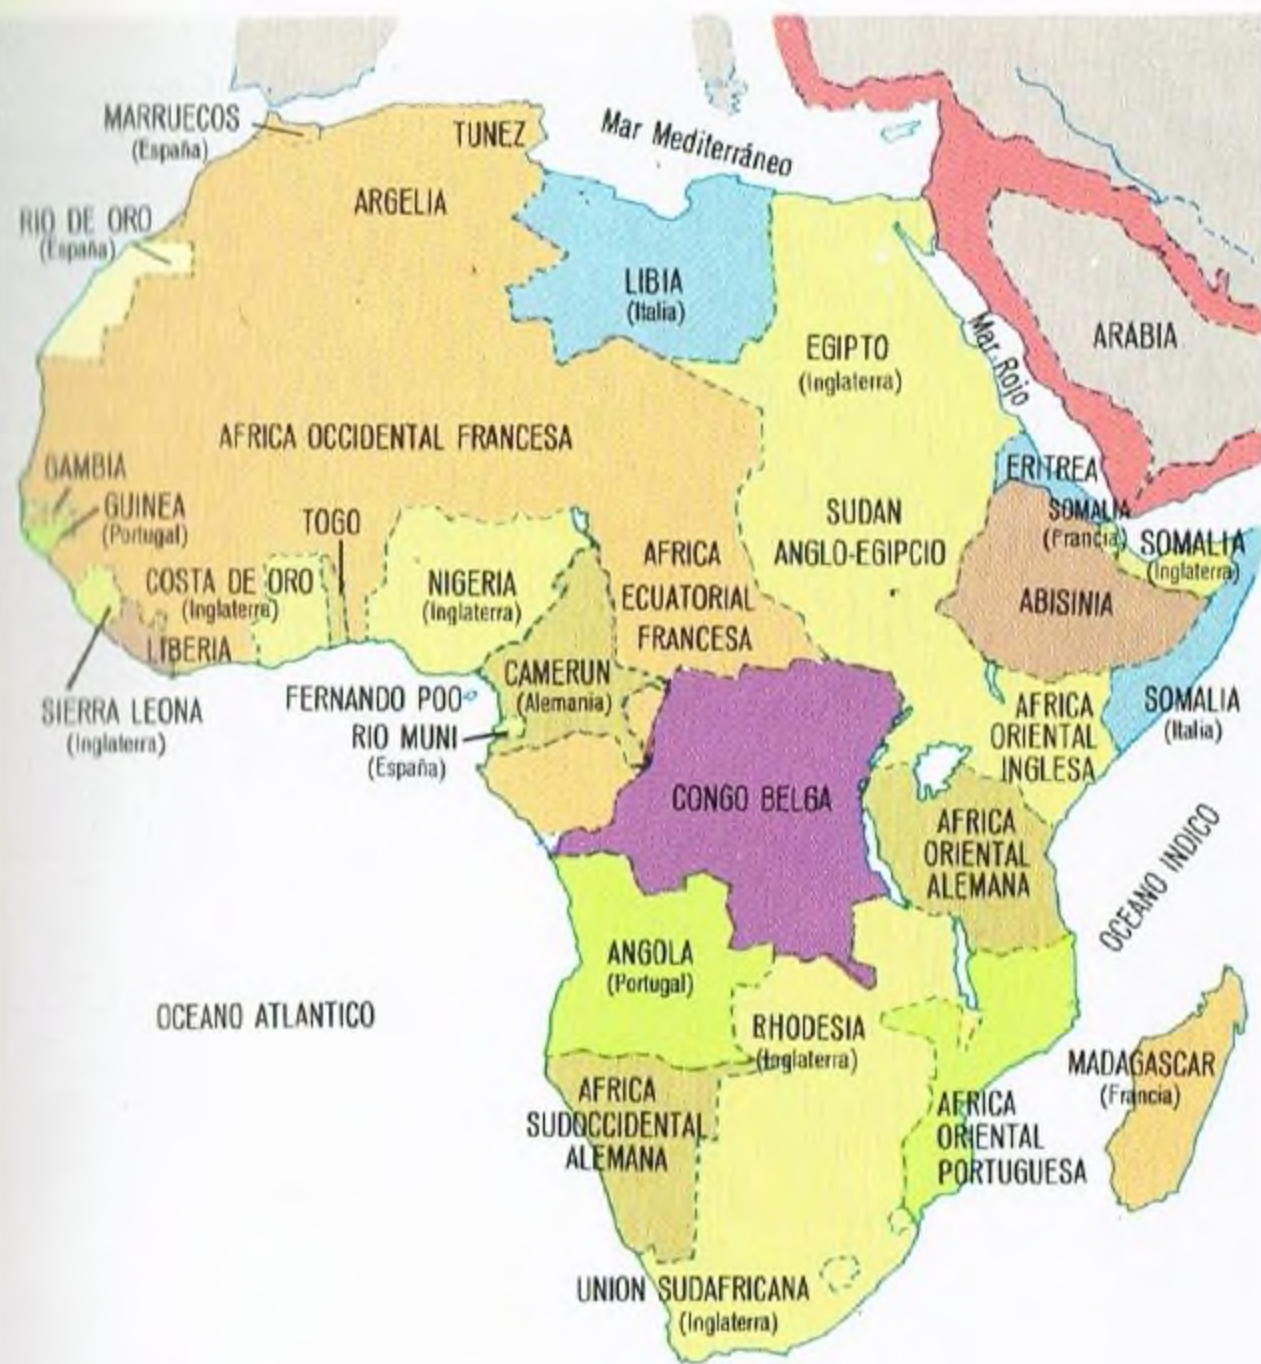 MARRUECOS
(España)
TUNEZ
Mar Mediterráneo
ARGELIA
RIO DE ORO
(España)
LIBIA
(Italia)
EGIPTO
(Inglaterra)
Mar Rojo
ARABIA
AFRICA OCCIDENTAL FRANCESA
GAMBIA
GUINEA
(Portugal)
TOGO
COSTA DE ORO
(Inglaterra)
LIBERIA
SIERRA LEONA
(Inglaterra)
NIGERIA
(Inglaterra)
AFRICA
ECUATORIAL
FRANCESA
SUDAN
ANGLO-EGIPCIO
ERITREA
SOMALIA
(Francia)
SOMALIA
(Inglaterra)
ABISINIA
CAMERUN
(Alemania)
FERNANDO POO
RIO MUNI
(España)
SOMALIA
(Italia)
AFRICA
ORIENTAL
INGLESA
CONGO BELGA
AFRICA
ORIENTAL
ALEMANA
OCEANO INDICO
ANGOLA
(Portugal)
OCEANO ATLANTICO
RHODESIA
(Inglaterra)
MADAGASCAR
(Francia)
AFRICA
SUDOCCIDENTAL
ALEMANA
AFRICA
ORIENTAL
PORTUGUESA
UNION SUDAFRICANA
(Inglaterra)